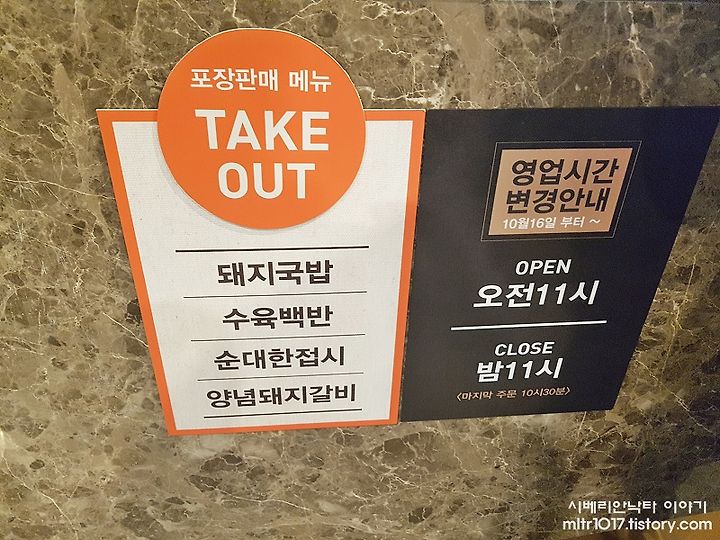 포장판매 메뉴
TAKE
OUT
돼지국밥
수육백반
순대한접시
양념돼지갈비
영업시간
변경안내
10월16일 부터 ~
OPEN
오전11시
CLOSE
밤11시
<마지막 주문 10시30분>
시베리안낙타 이야기
mltr1017.tistory.com